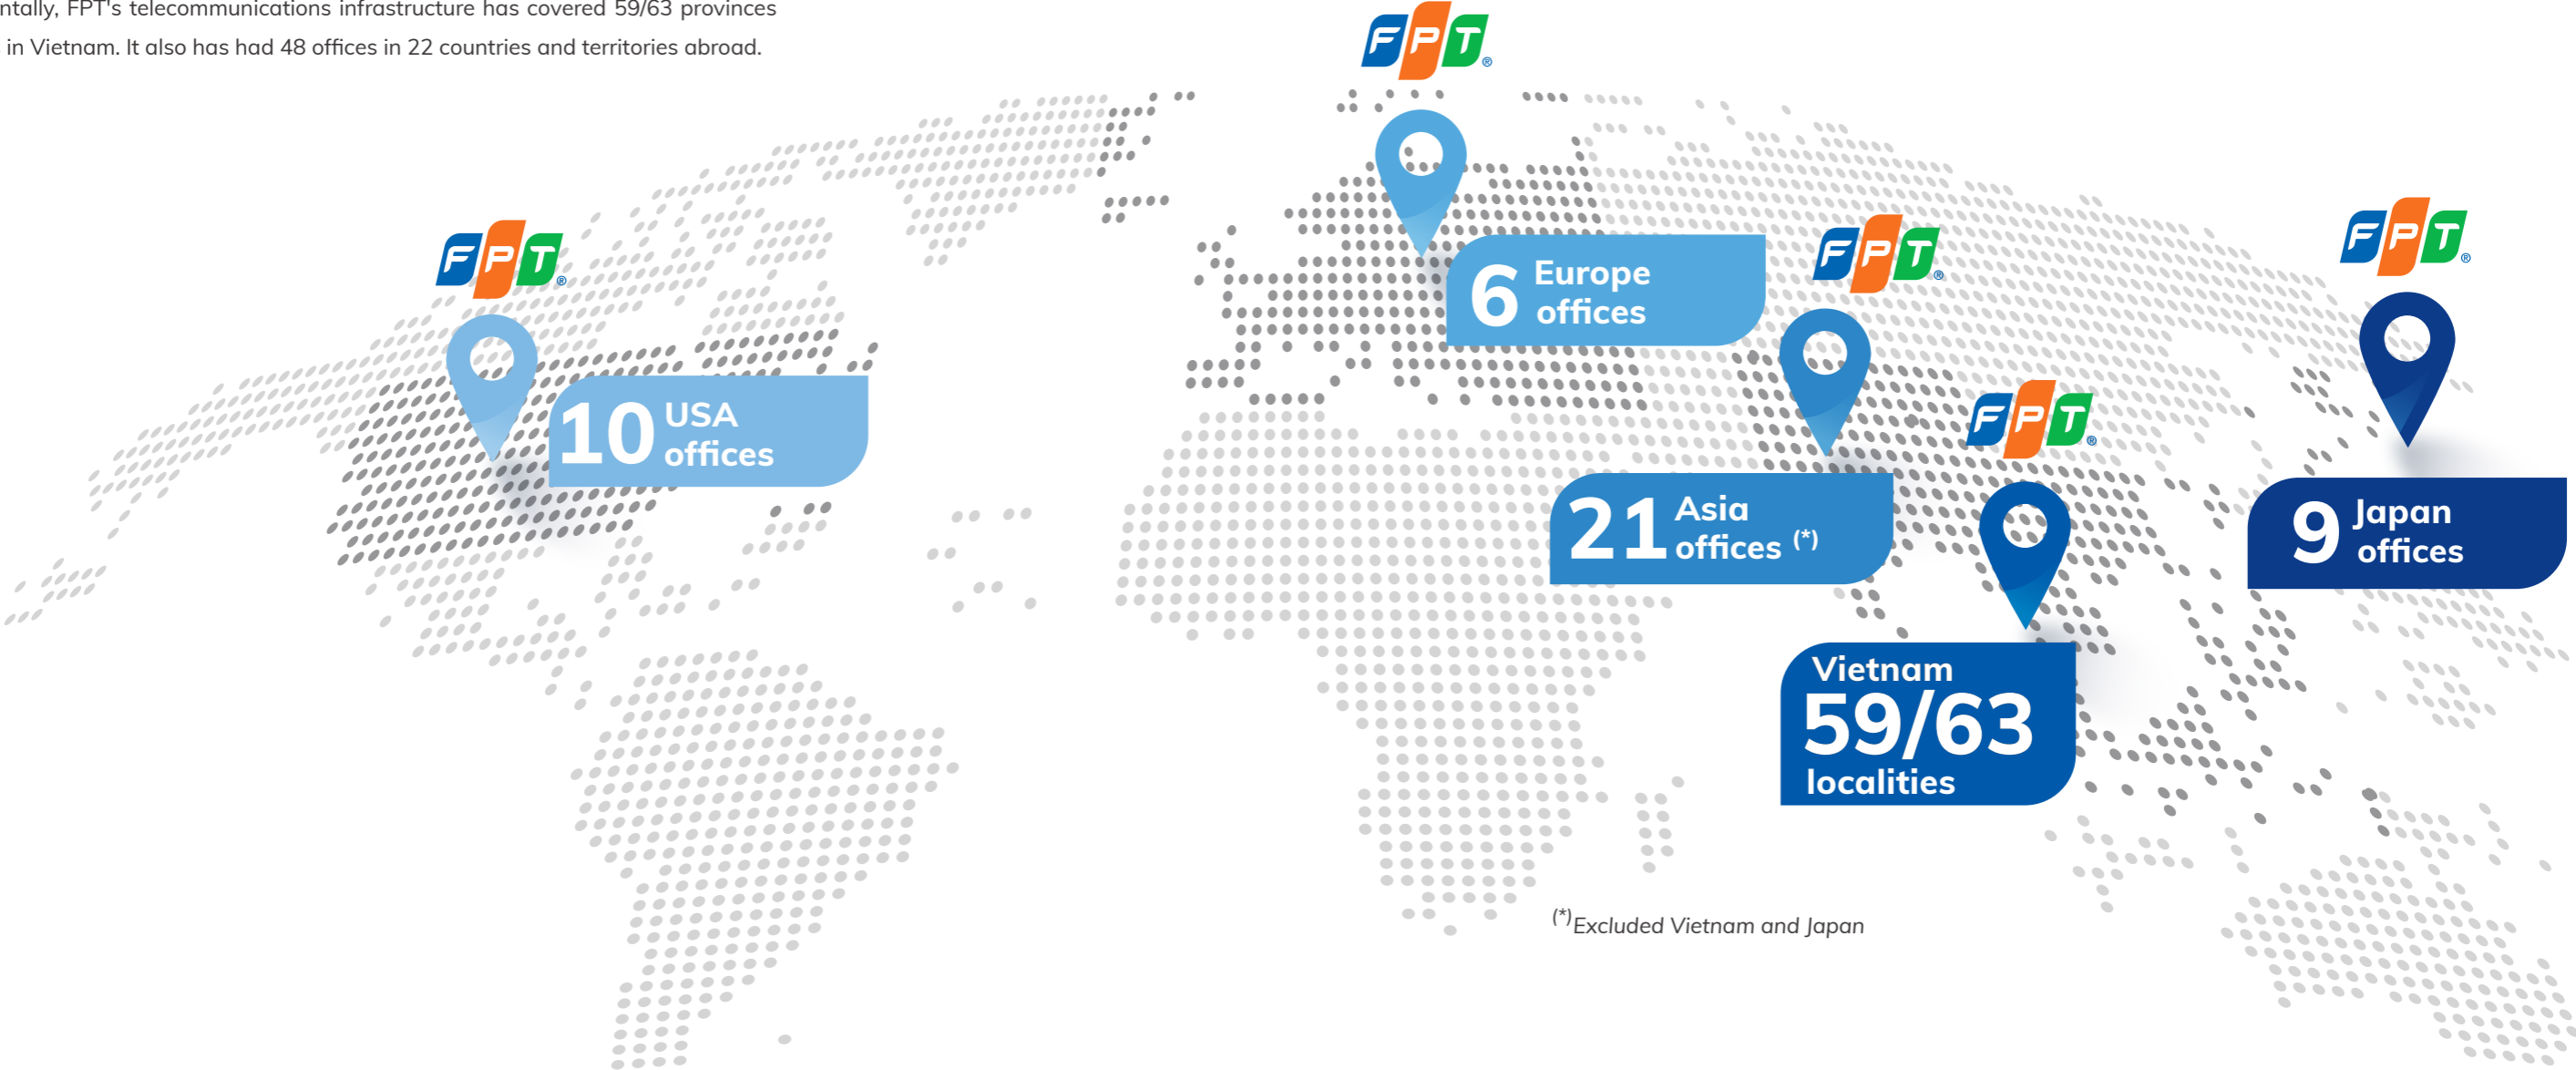 FPT's telecommunications infrastructure has covered 59/63 provinces
in Vietnam. It also has had 48 offices in 22 countries and territories abroad.
FPT®
FPT®
FPT®
FPT®
FPT®
6 Europe
offices
10 USA
offices
21 Asia
offices (*)
9 Japan
offices
Vietnam
59/63
localities
(*)Excluded Vietnam and Japan